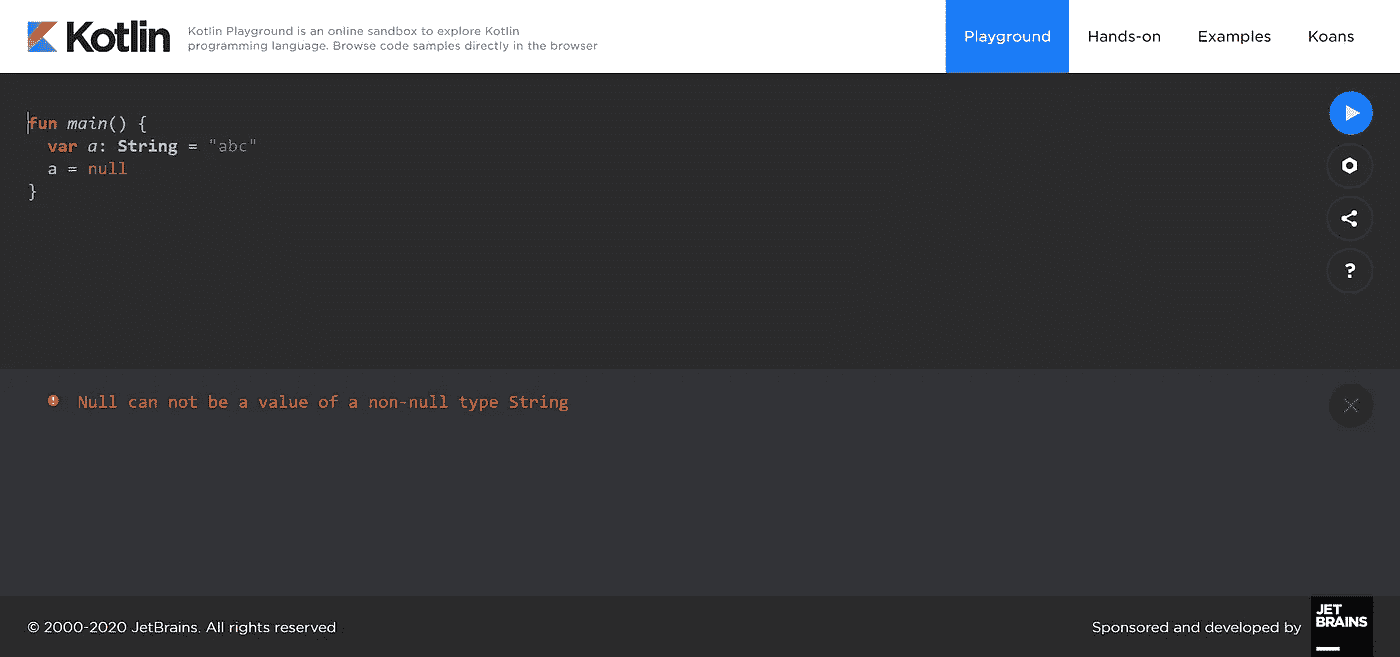 Kotlin
Kotlin Playground is an online sandbox to explore Kotlin
programming language. Browse code samples directly in the browser
Playground
Hands-on
Examples
Koans
fun main() {
  var a: String = "abc"
  a = null
}
?
Null can not be a value of a non-null type String
© 2000-2020 JetBrains. All rights reserved
Sponsored and developed by
JET
BRAINS